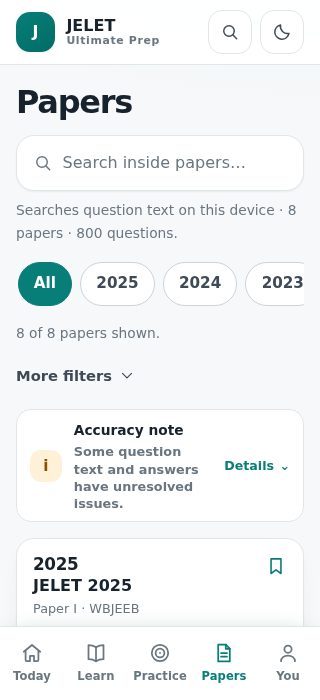 J
JELET
Ultimate Prep
Papers
Search inside papers...
Searches question text on this device · 8
papers · 800 questions.
All 2025 2024 2023
8 of 8 papers shown.
More filters
i
Accuracy note
Some question
text and answers
have unresolved
issues.
Details
2025
JELET 2025
Paper I · WBJEEB
Today Learn Practice Papers You